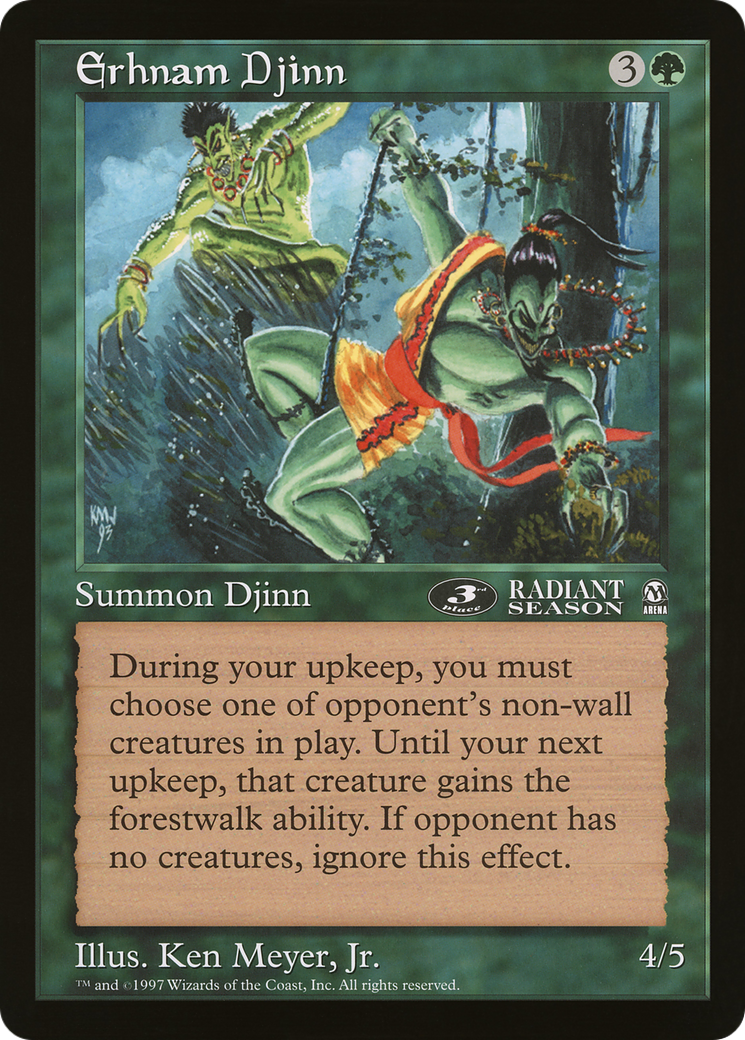 Erhnam Djinn 3
KMJ
93
Summon Djinn 3rd place RADIANT SEASON ARENA
During your upkeep, you must
choose one of opponent's non-wall
creatures in play. Until your next
upkeep, that creature gains the
forestwalk ability. If opponent has
no creatures, ignore this effect.
Illus. Ken Meyer, Jr. 4/5
™ and ©1997 Wizards of the Coast, Inc. All rights reserved.